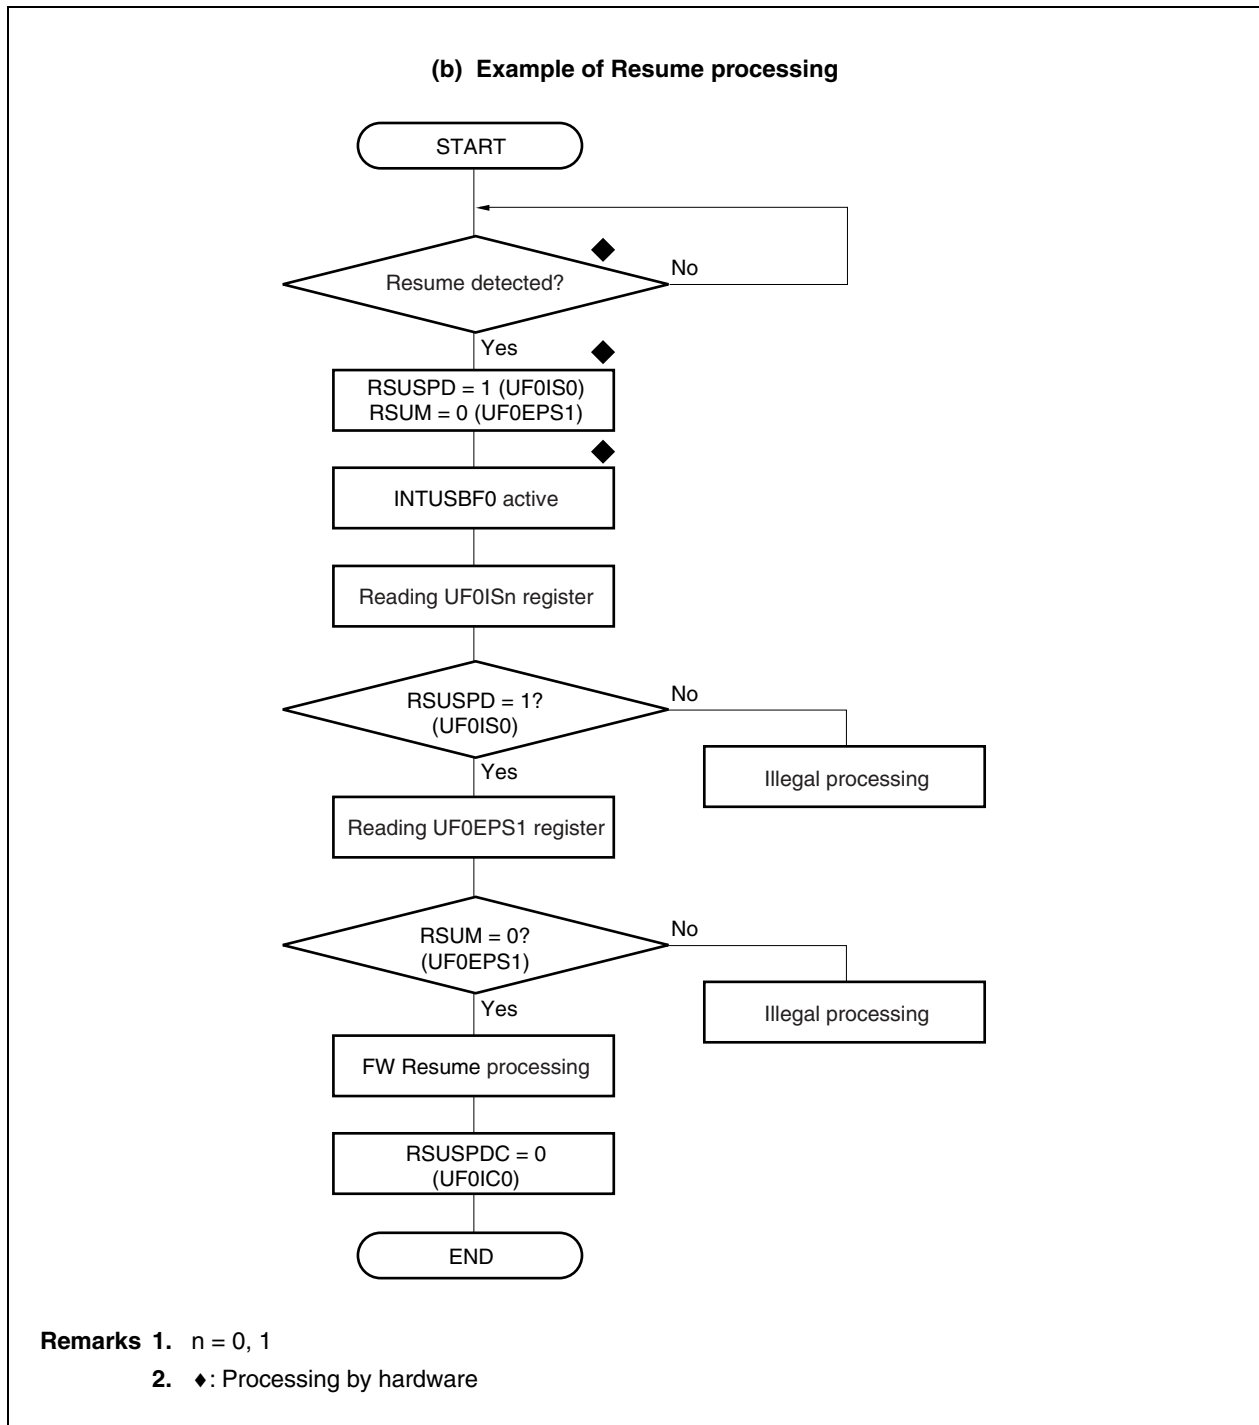 (b) Example of Resume processing
START
Resume detected?
No
Yes
RSUSPD = 1 (UF0IS0)
RSUM = 0 (UF0EPS1)
INTUSBF0 active
Reading UF0ISn register
RSUSPD = 1?
(UF0IS0)
No
Yes
Illegal processing
Reading UF0EPS1 register
RSUM = 0?
(UF0EPS1)
No
Yes
Illegal processing
FW Resume processing
RSUSPDC = 0
(UF0IC0)
END
Remarks 1. n = 0, 1
2. ♦: Processing by hardware